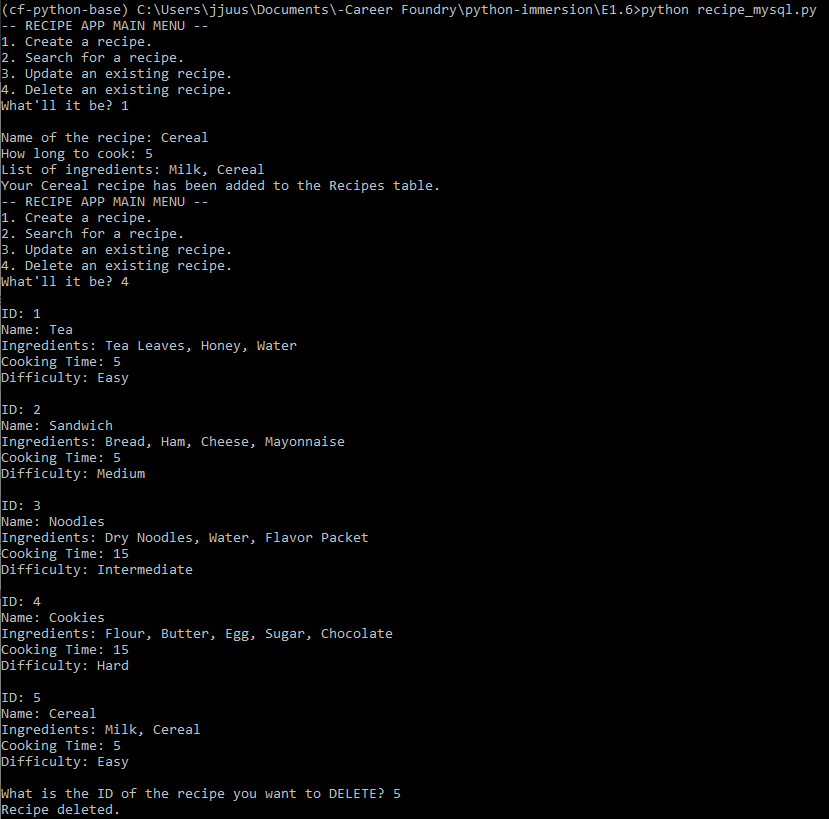 (cf-python-base) C:\Users\jjuus\Documents\-Career Foundry\python-immersion\E1.6>python recipe_mysql.py
-- RECIPE APP MAIN MENU --
1. Create a recipe.
2. Search for a recipe.
3. Update an existing recipe.
4. Delete an existing recipe.
What'll it be? 1

Name of the recipe: Cereal
How long to cook: 5
List of ingredients: Milk, Cereal
Your Cereal recipe has been added to the Recipes table.
-- RECIPE APP MAIN MENU --
1. Create a recipe.
2. Search for a recipe.
3. Update an existing recipe.
4. Delete an existing recipe.
What'll it be? 4

ID: 1
Name: Tea
Ingredients: Tea Leaves, Honey, Water
Cooking Time: 5
Difficulty: Easy

ID: 2
Name: Sandwich
Ingredients: Bread, Ham, Cheese, Mayonnaise
Cooking Time: 5
Difficulty: Medium

ID: 3
Name: Noodles
Ingredients: Dry Noodles, Water, Flavor Packet
Cooking Time: 15
Difficulty: Intermediate

ID: 4
Name: Cookies
Ingredients: Flour, Butter, Egg, Sugar, Chocolate
Cooking Time: 15
Difficulty: Hard

ID: 5
Name: Cereal
Ingredients: Milk, Cereal
Cooking Time: 5
Difficulty: Easy

What is the ID of the recipe you want to DELETE? 5
Recipe deleted.